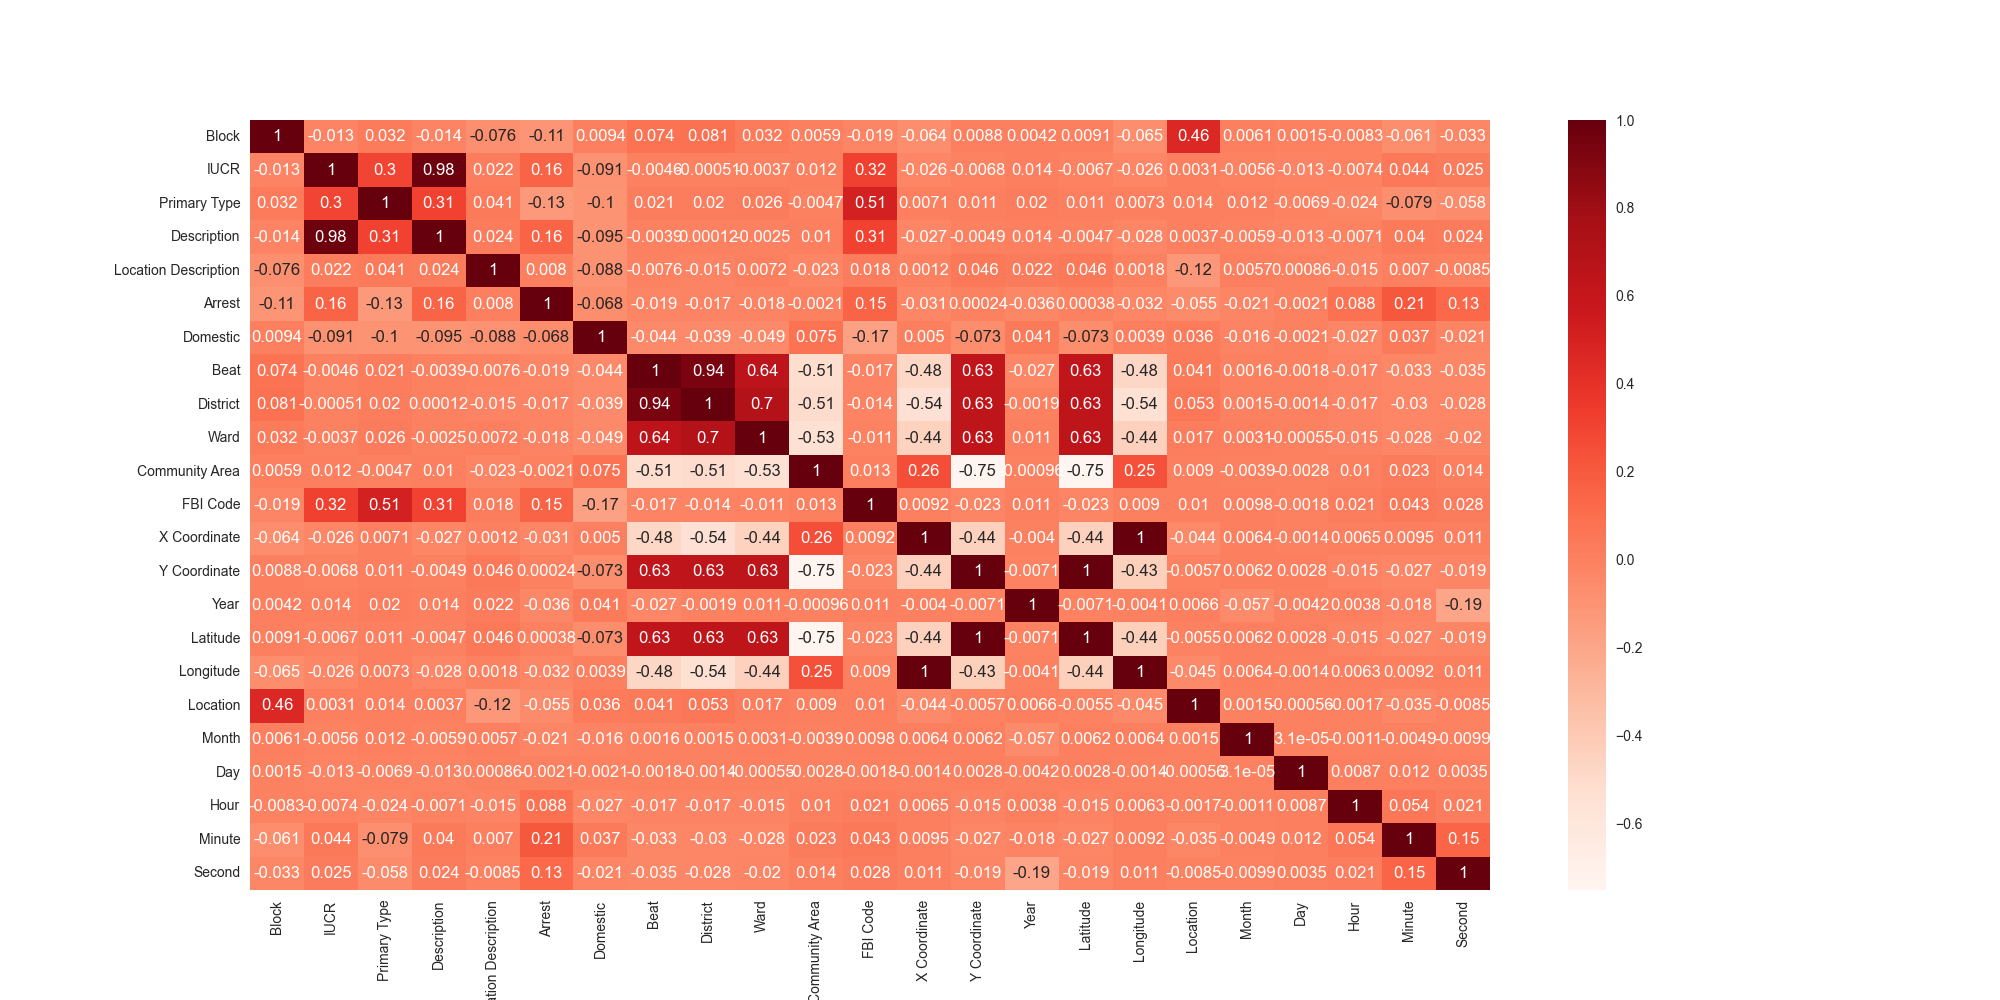 Block 1 -0.013 0.032 -0.014 -0.076 -0.11 0.0094 0.074 0.081 0.032 0.0059 -0.019 -0.064 0.0088 0.0042 0.0091 -0.065 0.46 0.0061 0.0015 -0.0083 -0.061 -0.033
IUCR -0.013 1 0.3 0.98 0.022 0.16 -0.091 -0.0046 -0.00051 -0.0037 0.012 0.32 -0.026 -0.0068 0.014 -0.0067 -0.026 0.0031 -0.0056 -0.013 -0.0074 0.044 0.025
Primary Type 0.032 0.3 1 0.31 0.041 -0.13 -0.1 0.021 0.02 0.026 -0.0047 0.51 0.0071 0.011 0.02 0.011 0.0073 0.014 0.012 -0.0069 -0.024 -0.079 -0.058
Description -0.014 0.98 0.31 1 0.024 0.16 -0.095 -0.0039 0.00012 -0.0025 0.01 0.31 -0.027 -0.0049 0.014 -0.0047 -0.028 0.0037 -0.0059 -0.013 -0.0071 0.04 0.024
Location Description -0.076 0.022 0.041 0.024 1 0.008 -0.088 -0.0076 -0.015 0.0072 -0.023 0.018 0.0012 0.046 0.022 0.046 0.0018 -0.12 0.0057 0.00086 -0.015 0.007 -0.0085
Arrest -0.11 0.16 -0.13 0.16 0.008 1 -0.068 -0.019 -0.017 -0.018 -0.0021 0.15 -0.031 0.00024 -0.036 0.00038 -0.032 -0.055 -0.021 -0.0021 0.088 0.21 0.13
Domestic 0.0094 -0.091 -0.1 -0.095 -0.088 -0.068 1 -0.044 -0.039 -0.049 0.075 -0.17 0.005 -0.073 0.041 -0.073 0.0039 0.036 -0.016 -0.0021 -0.027 0.037 -0.021
Beat 0.074 -0.0046 0.021 -0.0039 -0.0076 -0.019 -0.044 1 0.94 0.64 -0.51 -0.017 -0.48 0.63 -0.027 0.63 -0.48 0.041 0.0016 -0.0018 -0.017 -0.033 -0.035
District 0.081 -0.00051 0.02 0.00012 -0.015 -0.017 -0.039 0.94 1 0.7 -0.51 -0.014 -0.54 0.63 -0.0019 0.63 -0.54 0.053 0.0015 -0.0014 -0.017 -0.03 -0.028
Ward 0.032 -0.0037 0.026 -0.0025 0.0072 -0.018 -0.049 0.64 0.7 1 -0.53 -0.011 -0.44 0.63 0.011 0.63 -0.44 0.017 0.0031 -0.00055 -0.015 -0.028 -0.02
Community Area 0.0059 0.012 -0.0047 0.01 -0.023 -0.0021 0.075 -0.51 -0.51 -0.53 1 0.013 0.26 -0.75 -0.00096 -0.75 0.25 0.009 -0.0039 -0.0028 0.01 0.023 0.014
FBI Code -0.019 0.32 0.51 0.31 0.018 0.15 -0.17 -0.017 -0.014 -0.011 0.013 1 0.0092 -0.023 0.011 -0.023 0.009 0.01 0.0098 -0.0018 0.021 0.043 0.028
X Coordinate -0.064 -0.026 0.0071 -0.027 0.0012 -0.031 0.005 -0.48 -0.54 -0.44 0.26 0.0092 1 -0.44 -0.004 -0.44 1 -0.044 0.0064 -0.0014 0.0065 0.0095 0.011
Y Coordinate 0.0088 -0.0068 0.011 -0.0049 0.046 0.00024 -0.073 0.63 0.63 0.63 -0.75 -0.023 -0.44 1 -0.0071 1 -0.43 -0.0057 0.0062 0.0028 -0.015 -0.027 -0.019
Year 0.0042 0.014 0.02 0.014 0.022 -0.036 0.041 -0.027 -0.0019 0.011 -0.00096 0.011 -0.004 -0.0071 1 -0.0071 -0.0041 0.0066 -0.057 -0.0042 0.0038 -0.018 -0.19
Latitude 0.0091 -0.0067 0.011 -0.0047 0.046 0.00038 -0.073 0.63 0.63 0.63 -0.75 -0.023 -0.44 1 -0.0071 1 -0.44 -0.0055 0.0062 0.0028 -0.015 -0.027 -0.019
Longitude -0.065 -0.026 0.0073 -0.028 0.0018 -0.032 0.0039 -0.48 -0.54 -0.44 0.25 0.009 1 -0.43 -0.0041 -0.44 1 -0.045 0.0064 -0.0014 0.0063 0.0092 0.011
Location 0.46 0.0031 0.014 0.0037 -0.12 -0.055 0.036 0.041 0.053 0.017 0.009 0.01 -0.044 -0.0057 0.0066 -0.0055 -0.045 1 0.0015 -0.00056 -0.0017 -0.035 -0.0085
Month 0.0061 -0.0056 0.012 -0.0059 0.0057 -0.021 -0.016 0.0016 0.0015 0.0031 -0.0039 0.0098 0.0064 0.0062 -0.057 0.0062 0.0064 0.0015 1 3.1e-05 -0.0011 -0.0049 -0.0099
Day 0.0015 -0.013 -0.0069 -0.013 0.00086 -0.0021 -0.0021 -0.0018 -0.0014 -0.00055 -0.0028 -0.0018 -0.0014 0.0028 -0.0042 0.0028 -0.0014 -0.00056 3.1e-05 1 0.0087 0.012 0.0035
Hour -0.0083 -0.0074 -0.024 -0.0071 -0.015 0.088 -0.027 -0.017 -0.017 -0.015 0.01 0.021 0.0065 -0.015 0.0038 -0.015 0.0063 -0.0017 -0.0011 0.0087 1 0.054 0.021
Minute -0.061 0.044 -0.079 0.04 0.007 0.21 0.037 -0.033 -0.03 -0.028 0.023 0.043 0.0095 -0.027 -0.018 -0.027 0.0092 -0.035 -0.0049 0.012 0.054 1 0.15
Second -0.033 0.025 -0.058 0.024 -0.0085 0.13 -0.021 -0.035 -0.028 -0.02 0.014 0.028 0.011 -0.019 -0.19 -0.019 0.011 -0.0085 -0.0099 0.0035 0.021 0.15 1
Block IUCR Primary Type Description Description Arrest Domestic Beat District Ward Community Area FBI Code X Coordinate Y Coordinate Year Latitude Longitude Location Month Day Hour Minute Second
1.0
0.8
0.6
0.4
0.2
0.0
−0.2
−0.4
−0.6